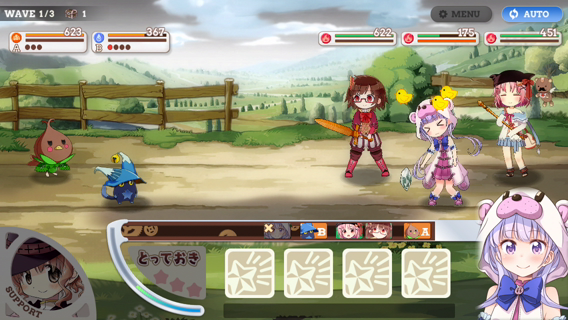 WAVE 1/3 1
MENU
AUTO
623
A
367
B
622
175
451
B
A
とっておき
SUPPORT